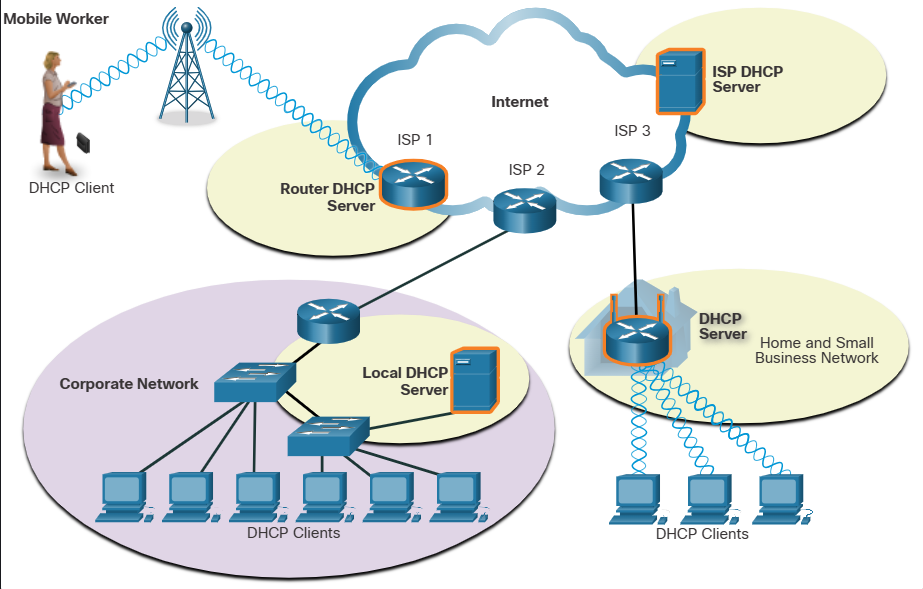 Mobile Worker
DHCP Client
Internet
ISP 1
ISP 2
ISP 3
ISP DHCP
Server
Router DHCP
Server
Corporate Network
Local DHCP
Server
DHCP Clients
DHCP
Server
Home and Small
Business Network
DHCP Clients